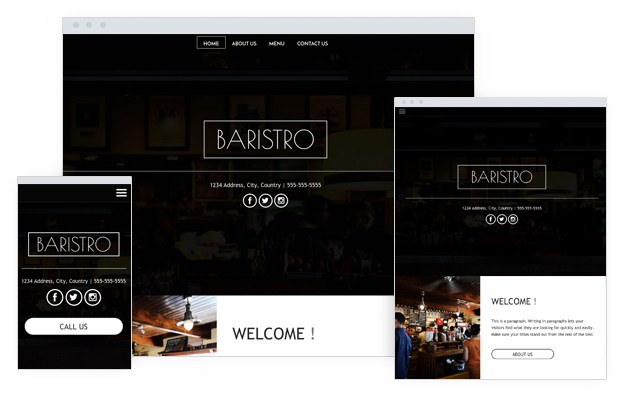 HOME ABOUT US MENU CONTACT US
BARISTRO
1234 Address, City, Country | 555-555-5555
WELCOME !
BARISTRO
1234 Address, City, Country | 555-555-5555
CALL US
BARISTRO
1234 Address, City, Country | 555-555-5555
WELCOME !
This is a paragraph. Writing in paragraphs lets your
visitors find what they are looking for quickly and easily.
make sure your titles stand out from the rest of the text.
ABOUT US